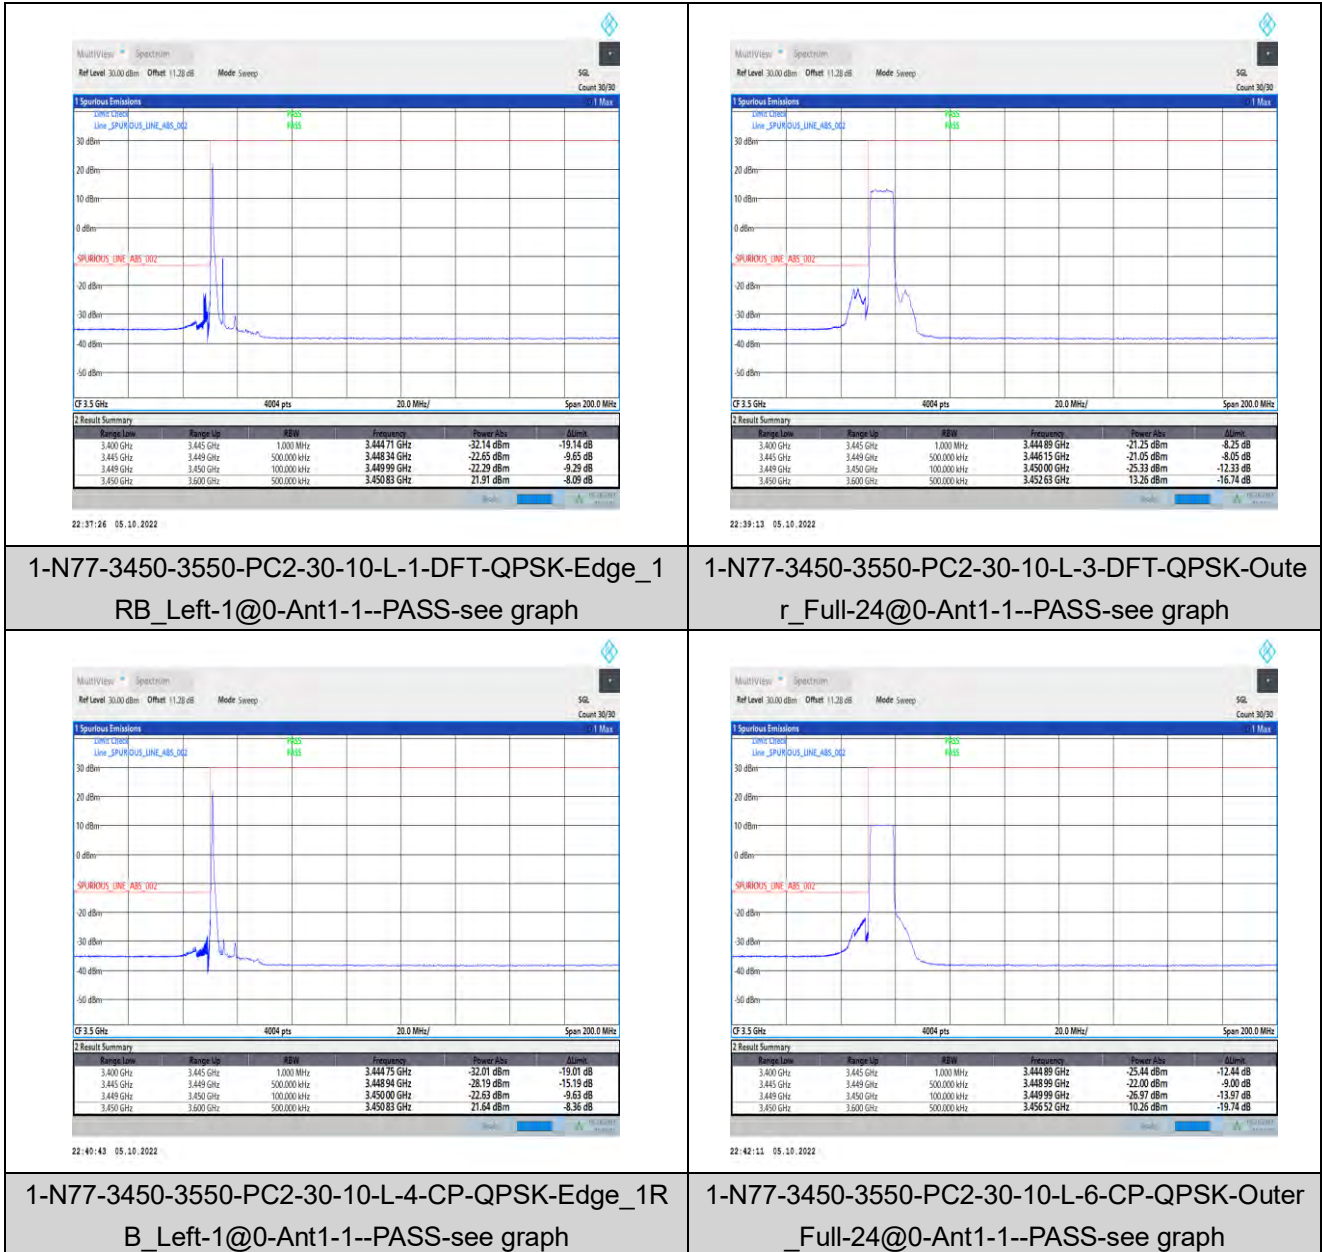 MultiView Spectrum
Ref Level 30.00 dBm Offset 11.28 dB Mode Sweep SGL
Count 30/30
1 Spurious Emissions 1 Max
Limit Check PASS
Line _SPURIOUS_LINE_ABS_002 PASS
30 dBm
20 dBm
10 dBm
0 dBm
_SPURIOUS_LINE_ABS_002
-20 dBm
-30 dBm
-40 dBm
-50 dBm
CF 3.5 GHz 4004 pts 20.0 MHz/ Span 200.0 MHz
2 Result Summary
Range Low Range Up RBW Frequency Power Abs ΔLimit
3.400 GHz 3.445 GHz 1.000 MHz 3.444 71 GHz -32.14 dBm -19.14 dB
3.445 GHz 3.449 GHz 500.000 kHz 3.448 34 GHz -22.65 dBm -9.65 dB
3.449 GHz 3.450 GHz 100.000 kHz 3.449 99 GHz -22.29 dBm -9.29 dB
3.450 GHz 3.600 GHz 500.000 kHz 3.450 83 GHz 21.91 dBm -8.09 dB
22:37:26 05.10.2022
1-N77-3450-3550-PC2-30-10-L-1-DFT-QPSK-Edge_1
RB_Left-1@0-Ant1-1--PASS-see graph
MultiView Spectrum
Ref Level 30.00 dBm Offset 11.28 dB Mode Sweep SGL
Count 30/30
1 Spurious Emissions 1 Max
Limit Check PASS
Line _SPURIOUS_LINE_ABS_002 PASS
30 dBm
20 dBm
10 dBm
0 dBm
_SPURIOUS_LINE_ABS_002
-20 dBm
-30 dBm
-40 dBm
-50 dBm
CF 3.5 GHz 4004 pts 20.0 MHz/ Span 200.0 MHz
2 Result Summary
Range Low Range Up RBW Frequency Power Abs ΔLimit
3.400 GHz 3.445 GHz 1.000 MHz 3.444 89 GHz -21.25 dBm -8.25 dB
3.445 GHz 3.449 GHz 500.000 kHz 3.446 15 GHz -21.05 dBm -8.05 dB
3.449 GHz 3.450 GHz 100.000 kHz 3.450 00 GHz -25.33 dBm -12.33 dB
3.450 GHz 3.600 GHz 500.000 kHz 3.452 63 GHz 13.26 dBm -16.74 dB
22:39:13 05.10.2022
1-N77-3450-3550-PC2-30-10-L-3-DFT-QPSK-Oute
r_Full-24@0-Ant1-1--PASS-see graph
MultiView Spectrum
Ref Level 30.00 dBm Offset 11.28 dB Mode Sweep SGL
Count 30/30
1 Spurious Emissions 1 Max
Limit Check PASS
Line _SPURIOUS_LINE_ABS_002 PASS
30 dBm
20 dBm
10 dBm
0 dBm
_SPURIOUS_LINE_ABS_002
-20 dBm
-30 dBm
-40 dBm
-50 dBm
CF 3.5 GHz 4004 pts 20.0 MHz/ Span 200.0 MHz
2 Result Summary
Range Low Range Up RBW Frequency Power Abs ΔLimit
3.400 GHz 3.445 GHz 1.000 MHz 3.444 75 GHz -32.01 dBm -19.01 dB
3.445 GHz 3.449 GHz 500.000 kHz 3.448 94 GHz -28.19 dBm -15.19 dB
3.449 GHz 3.450 GHz 100.000 kHz 3.450 00 GHz -22.63 dBm -9.63 dB
3.450 GHz 3.600 GHz 500.000 kHz 3.450 83 GHz 21.64 dBm -8.36 dB
22:40:43 05.10.2022
1-N77-3450-3550-PC2-30-10-L-4-CP-QPSK-Edge_1R
B_Left-1@0-Ant1-1--PASS-see graph
MultiView Spectrum
Ref Level 30.00 dBm Offset 11.28 dB Mode Sweep SGL
Count 30/30
1 Spurious Emissions 1 Max
Limit Check PASS
Line _SPURIOUS_LINE_ABS_002 PASS
30 dBm
20 dBm
10 dBm
0 dBm
_SPURIOUS_LINE_ABS_002
-20 dBm
-30 dBm
-40 dBm
-50 dBm
CF 3.5 GHz 4004 pts 20.0 MHz/ Span 200.0 MHz
2 Result Summary
Range Low Range Up RBW Frequency Power Abs ΔLimit
3.400 GHz 3.445 GHz 1.000 MHz 3.444 89 GHz -25.44 dBm -12.44 dB
3.445 GHz 3.449 GHz 500.000 kHz 3.448 99 GHz -22.00 dBm -9.00 dB
3.449 GHz 3.450 GHz 100.000 kHz 3.449 99 GHz -26.97 dBm -13.97 dB
3.450 GHz 3.600 GHz 500.000 kHz 3.456 52 GHz 10.26 dBm -19.74 dB
22:42:11 05.10.2022
1-N77-3450-3550-PC2-30-10-L-6-CP-QPSK-Outer
_Full-24@0-Ant1-1--PASS-see graph